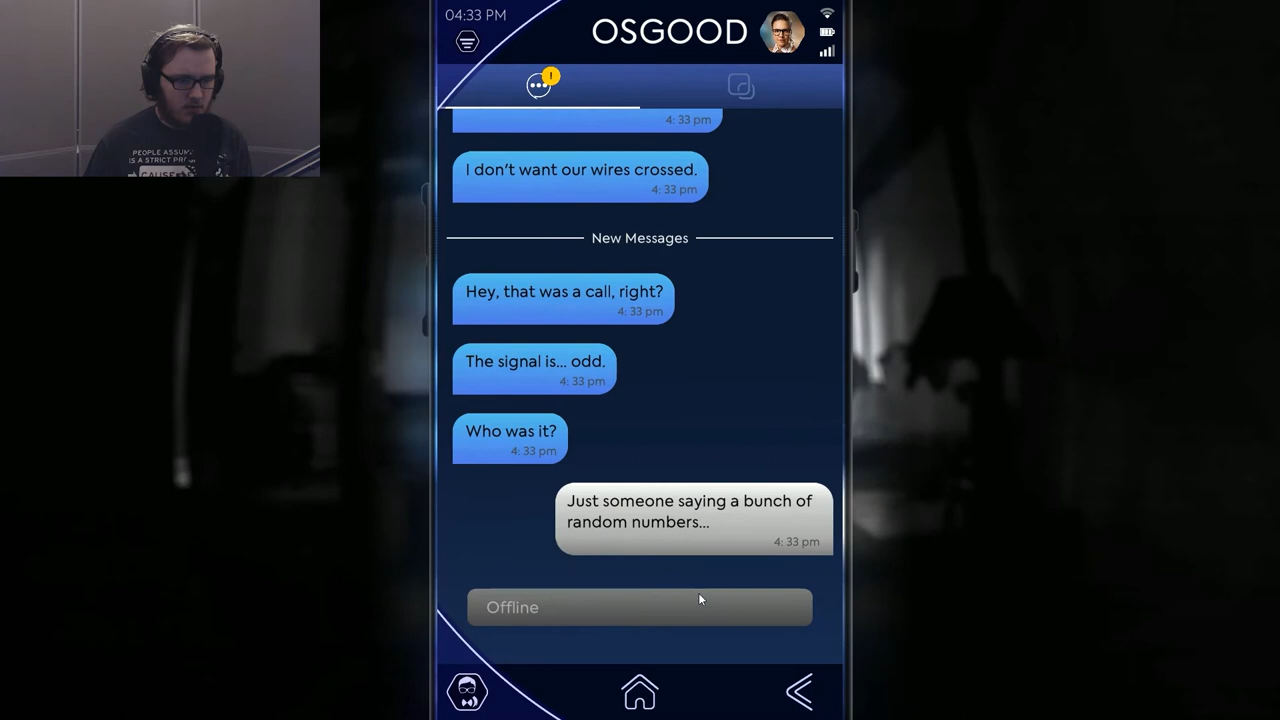 04:33 PM
OSGOOD
!
4: 33 pm
I don't want our wires crossed.
4: 33 pm
New Messages
Hey, that was a call, right?
4: 33 pm
The signal is... odd.
4: 33 pm
Who was it?
4: 33 pm
Just someone saying a bunch of
random numbers...
4: 33 pm
Offline
PEOPLE ASSUME
IS A STRICT
CAUSE